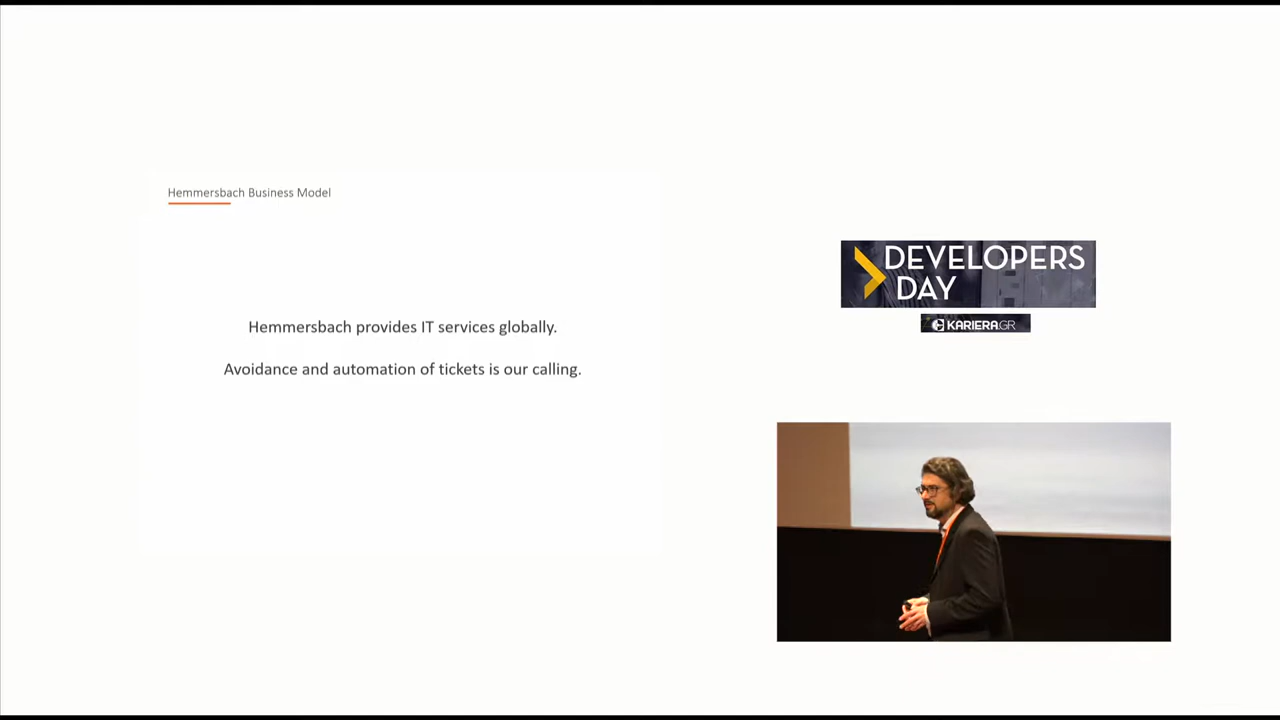 Hemmersbach Business Model
Hemmersbach provides IT services globally.
Avoidance and automation of tickets is our calling.
DEVELOPERS
DAY
KARIERA.GR